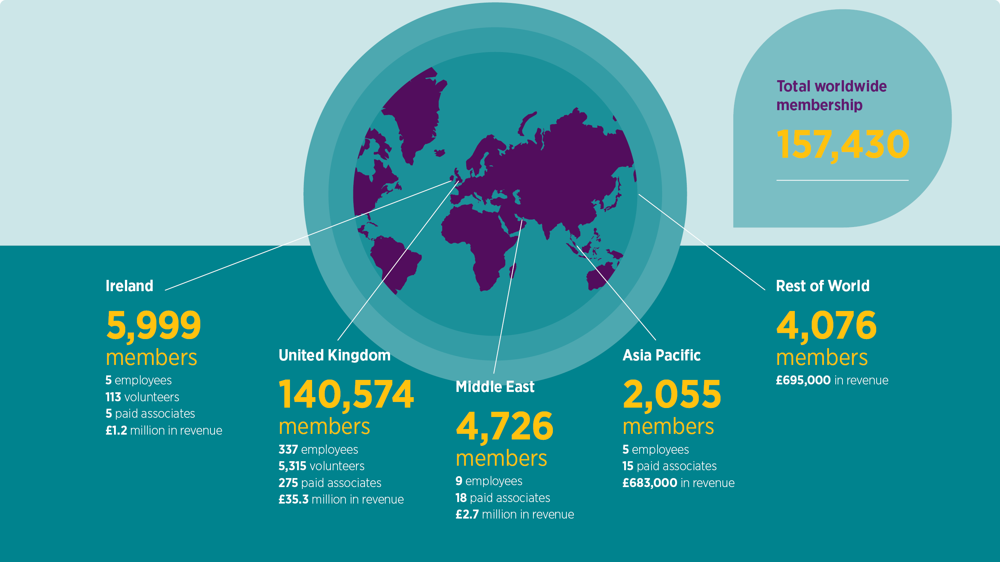 Total worldwide
membership
157,430
Ireland
5,999
members
5 employees
113 volunteers
5 paid associates
£1.2 million in revenue
United Kingdom
140,574
members
337 employees
5,315 volunteers
275 paid associates
£35.3 million in revenue
Middle East
4,726
members
9 employees
18 paid associates
£2.7 million in revenue
Asia Pacific
2,055
members
5 employees
15 paid associates
£683,000 in revenue
Rest of World
4,076
members
£695,000 in revenue